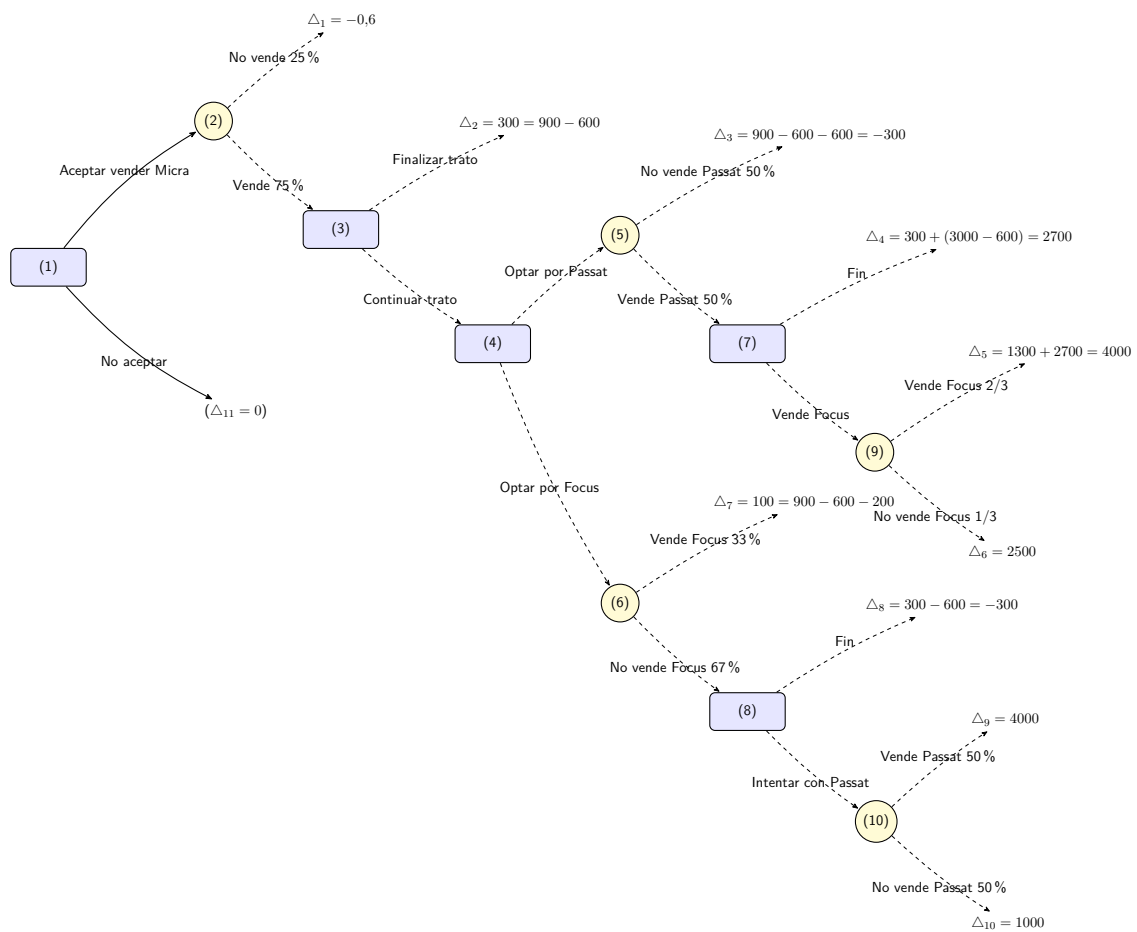 △₁ = −0,6
No vende 25 %
(2)
△₂ = 300 = 900 − 600
△₃ = 900 − 600 − 600 = −300
Finalizar trato
Aceptar vender Micra
No vende Passat 50 %
Vende 75 %
(3)
(5)
△₄ = 300 + (3000 − 600) = 2700
(1)
Optar por Passat
Fin
Continuar trato
Vende Passat 50 %
(4)
(7)
△₅ = 1300 + 2700 = 4000
No aceptar
Vende Focus 2/3
(△₁₁ = 0)
Vende Focus
(9)
Optar por Focus
△₇ = 100 = 900 − 600 − 200
No vende Focus 1/3
Vende Focus 33 %
△₆ = 2500
(6)
△₈ = 300 − 600 = −300
Fin
No vende Focus 67 %
(8)
△₉ = 4000
Vende Passat 50 %
Intentar con Passat
(10)
No vende Passat 50 %
△₁₀ = 1000